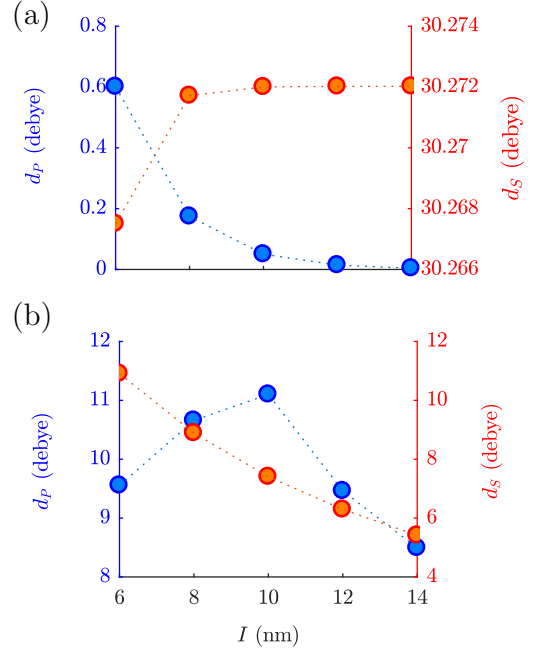 (a)
0.8
0.6
0.4
0.2
0
d_P (debye)
30.274
30.272
30.27
30.268
30.266
d_S (debye)
(b)
12
11
10
9
8
d_P (debye)
12
10
8
6
4
d_S (debye)
6 8 10 12 14
I (nm)